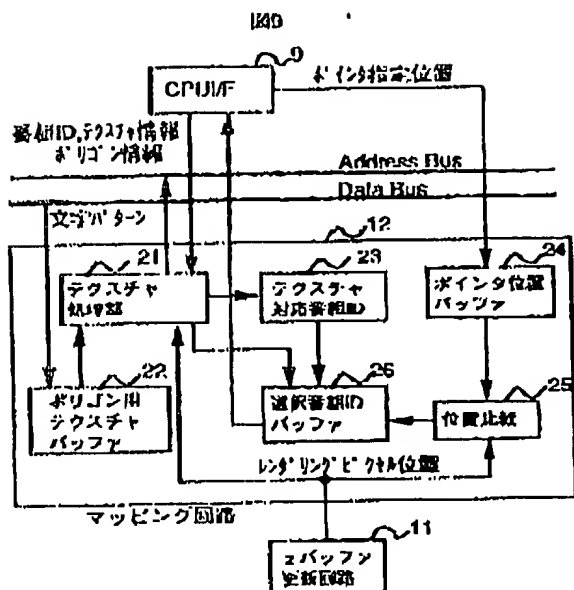 9
CPUI/F
ポインタ指定位置
番組ID,テクスチャ情報
ポリゴン情報
Address Bus
Data Bus
文字パターン
12
21
テクスチャ
処理部
23
テクスチャ
対応番組ID
24
ポインタ位置
バッファ
22
ポリゴン用
テクスチャ
バッファ
26
選択番組ID
バッファ
25
位置比較
レンダリングピクセル位置
マッピング回路
11
zバッファ
更新回路